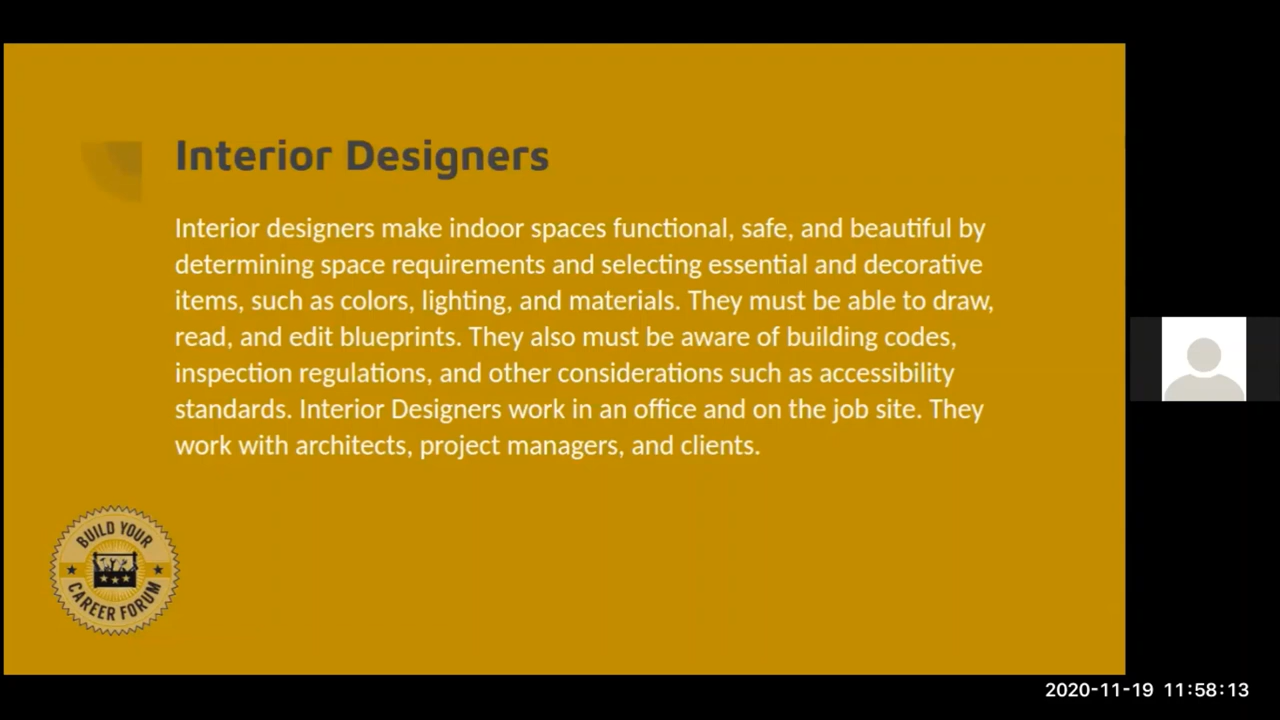 Interior Designers
Interior designers make indoor spaces functional, safe, and beautiful by
determining space requirements and selecting essential and decorative
items, such as colors, lighting, and materials. They must be able to draw,
read, and edit blueprints. They also must be aware of building codes,
inspection regulations, and other considerations such as accessibility
standards. Interior Designers work in an office and on the job site. They
work with architects, project managers, and clients.
BUILD YOUR
CAREER FORUM
2020-11-19 11:58:13